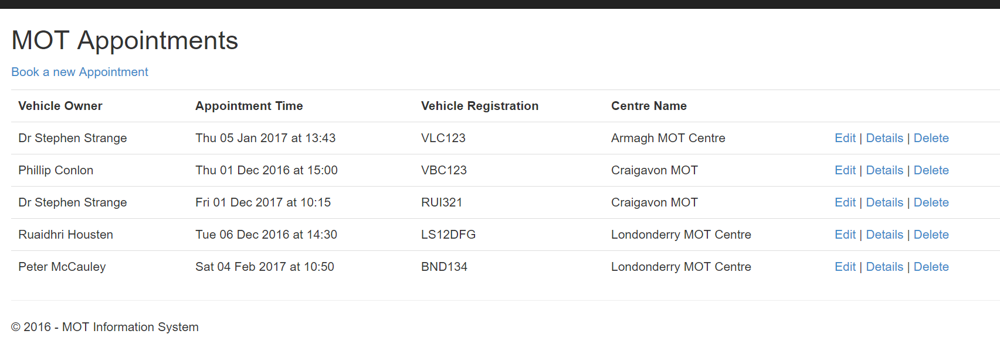 MOT Appointments
Book a new Appointment
Vehicle Owner Appointment Time Vehicle Registration Centre Name
Dr Stephen Strange Thu 05 Jan 2017 at 13:43 VLC123 Armagh MOT Centre Edit | Details | Delete
Phillip Conlon Thu 01 Dec 2016 at 15:00 VBC123 Craigavon MOT Edit | Details | Delete
Dr Stephen Strange Fri 01 Dec 2017 at 10:15 RUI321 Craigavon MOT Edit | Details | Delete
Ruaidhri Housten Tue 06 Dec 2016 at 14:30 LS12DFG Londonderry MOT Centre Edit | Details | Delete
Peter McCauley Sat 04 Feb 2017 at 10:50 BND134 Londonderry MOT Centre Edit | Details | Delete
© 2016 - MOT Information System